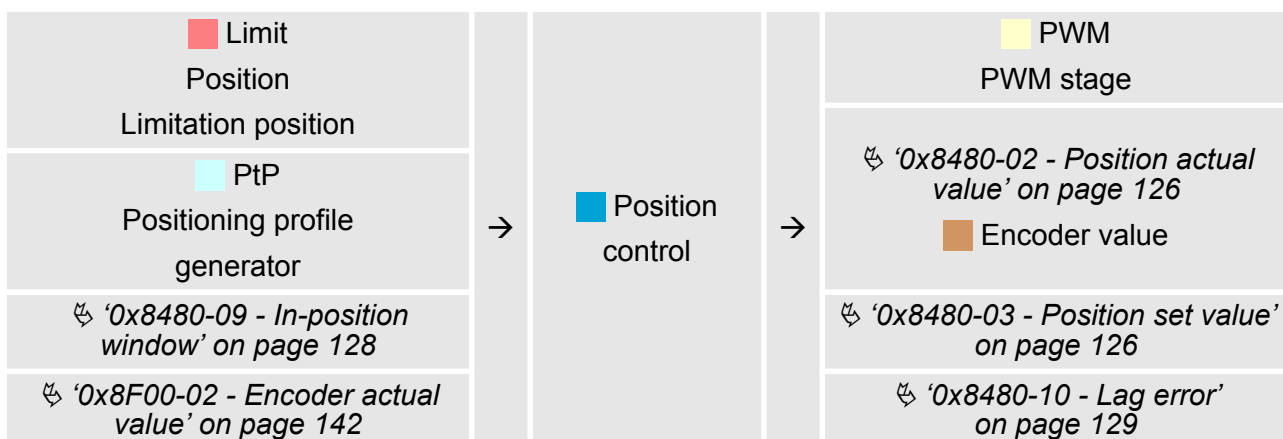 Limit
Position
Limitation position
PtP
Positioning profile
generator
'0x8480-09 - In-position
window' on page 128
'0x8F00-02 - Encoder actual
value' on page 142
→
Position
control
→
PWM
PWM stage
'0x8480-02 - Position actual
value' on page 126
Encoder value
'0x8480-03 - Position set value'
on page 126
'0x8480-10 - Lag error'
on page 129